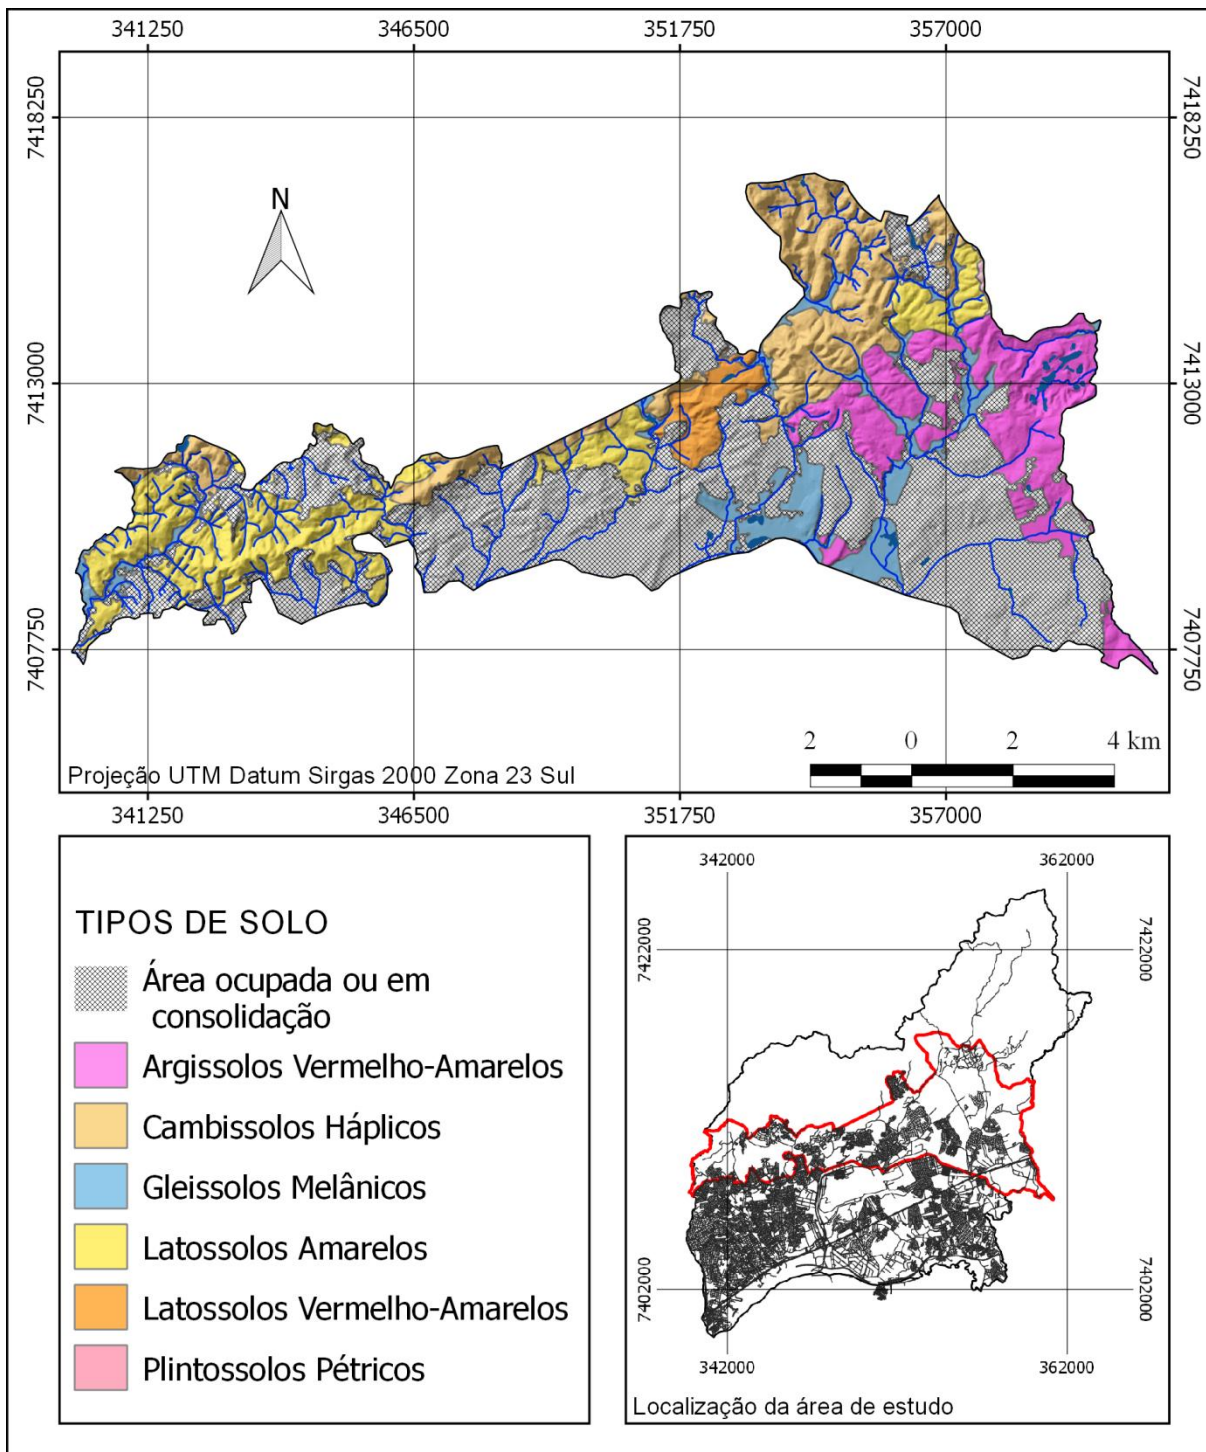 341250 346500 351750 357000
7418250 7418250
N
7413000 7413000
7407750 7407750
2 0 2 4 km
Projeção UTM Datum Sirgas 2000 Zona 23 Sul
341250 346500 351750 357000
TIPOS DE SOLO
Área ocupada ou em
consolidação
Argissolos Vermelho-Amarelos
Cambissolos Háplicos
Gleissolos Melânicos
Latossolos Amarelos
Latossolos Vermelho-Amarelos
Plintossolos Pétricos
342000 362000
7422000 7422000
7402000 7402000
342000 362000
Localização da área de estudo